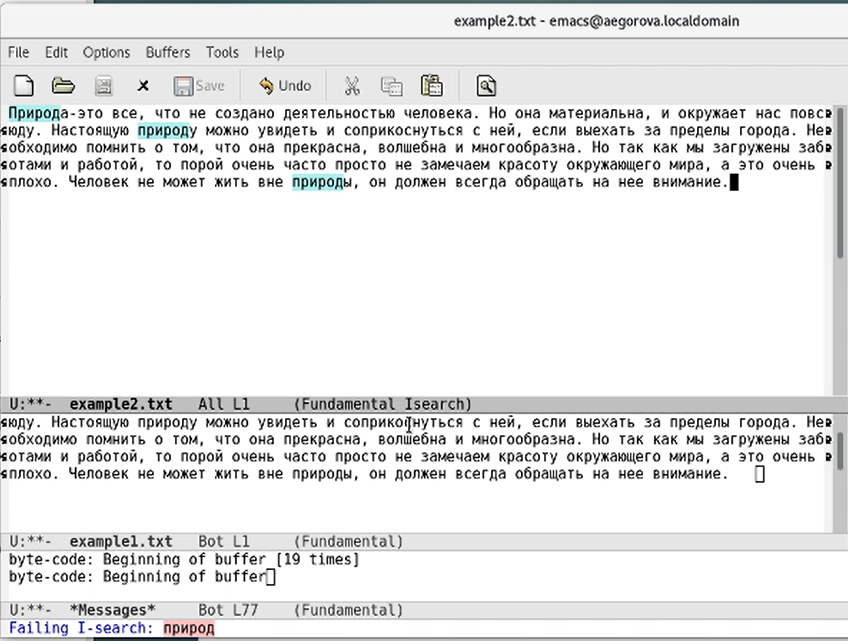 example2.txt - emacs@aegorova.localdomain
File Edit Options Buffers Tools Help
Save Undo
Природа-это все, что не создано деятельностью человека. Но она материальна, и окружает нас повс
юду. Настоящую природу можно увидеть и соприкоснуться с ней, если выехать за пределы города. Не
обходимо помнить о том, что она прекрасна, волшебна и многообразна. Но так как мы загружены заб
отами и работой, то порой очень часто просто не замечаем красоту окружающего мира, а это очень
плохо. Человек не может жить вне природы, он должен всегда обращать на нее внимание.
U:**- example2.txt All L1 (Fundamental Isearch)
юду. Настоящую природу можно увидеть и соприкоснуться с ней, если выехать за пределы города. Не
обходимо помнить о том, что она прекрасна, волшебна и многообразна. Но так как мы загружены заб
отами и работой, то порой очень часто просто не замечаем красоту окружающего мира, а это очень
плохо. Человек не может жить вне природы, он должен всегда обращать на нее внимание.
U:**- example1.txt Bot L1 (Fundamental)
byte-code: Beginning of buffer [19 times]
byte-code: Beginning of buffer
U:**- *Messages* Bot L77 (Fundamental)
Failing I-search: природ